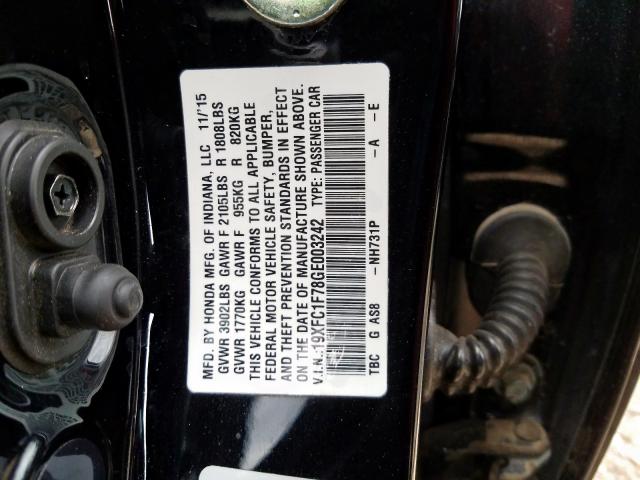 MFD. BY HONDA MFG. OF INDIANA, LLC 11/'15
GVWR 3902LBS GAWR F 2105LBS R 1808LBS
GVWR 1770KG GAWR F 955KG R 820KG
THIS VEHICLE CONFORMS TO ALL APPLICABLE
FEDERAL MOTOR VEHICLE SAFETY, BUMPER,
AND THEFT PREVENTION STANDARDS IN EFFECT
ON THE DATE OF MANUFACTURE SHOWN ABOVE.
V.I.N.:19XFC1F78GE003242 TYPE: PASSENGER CAR
TBC G AS8 -NH731P -A -E